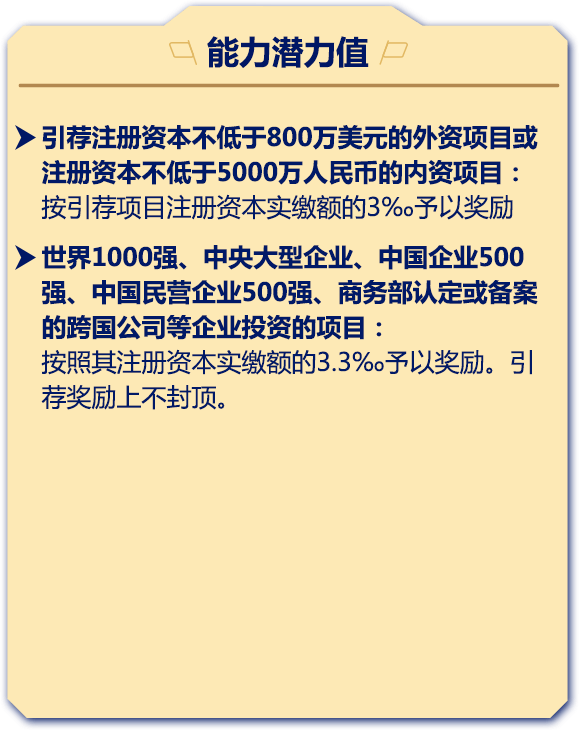 能力潜力值
引荐注册资本不低于800万美元的外资项目或
注册资本不低于5000万人民币的内资项目：
按引荐项目注册资本实缴额的3‰予以奖励
世界1000强、中央大型企业、中国企业500
强、中国民营企业500强、商务部认定或备案
的跨国公司等企业投资的项目：
按照其注册资本实缴额的3.3‰予以奖励。引
荐奖励上不封顶。